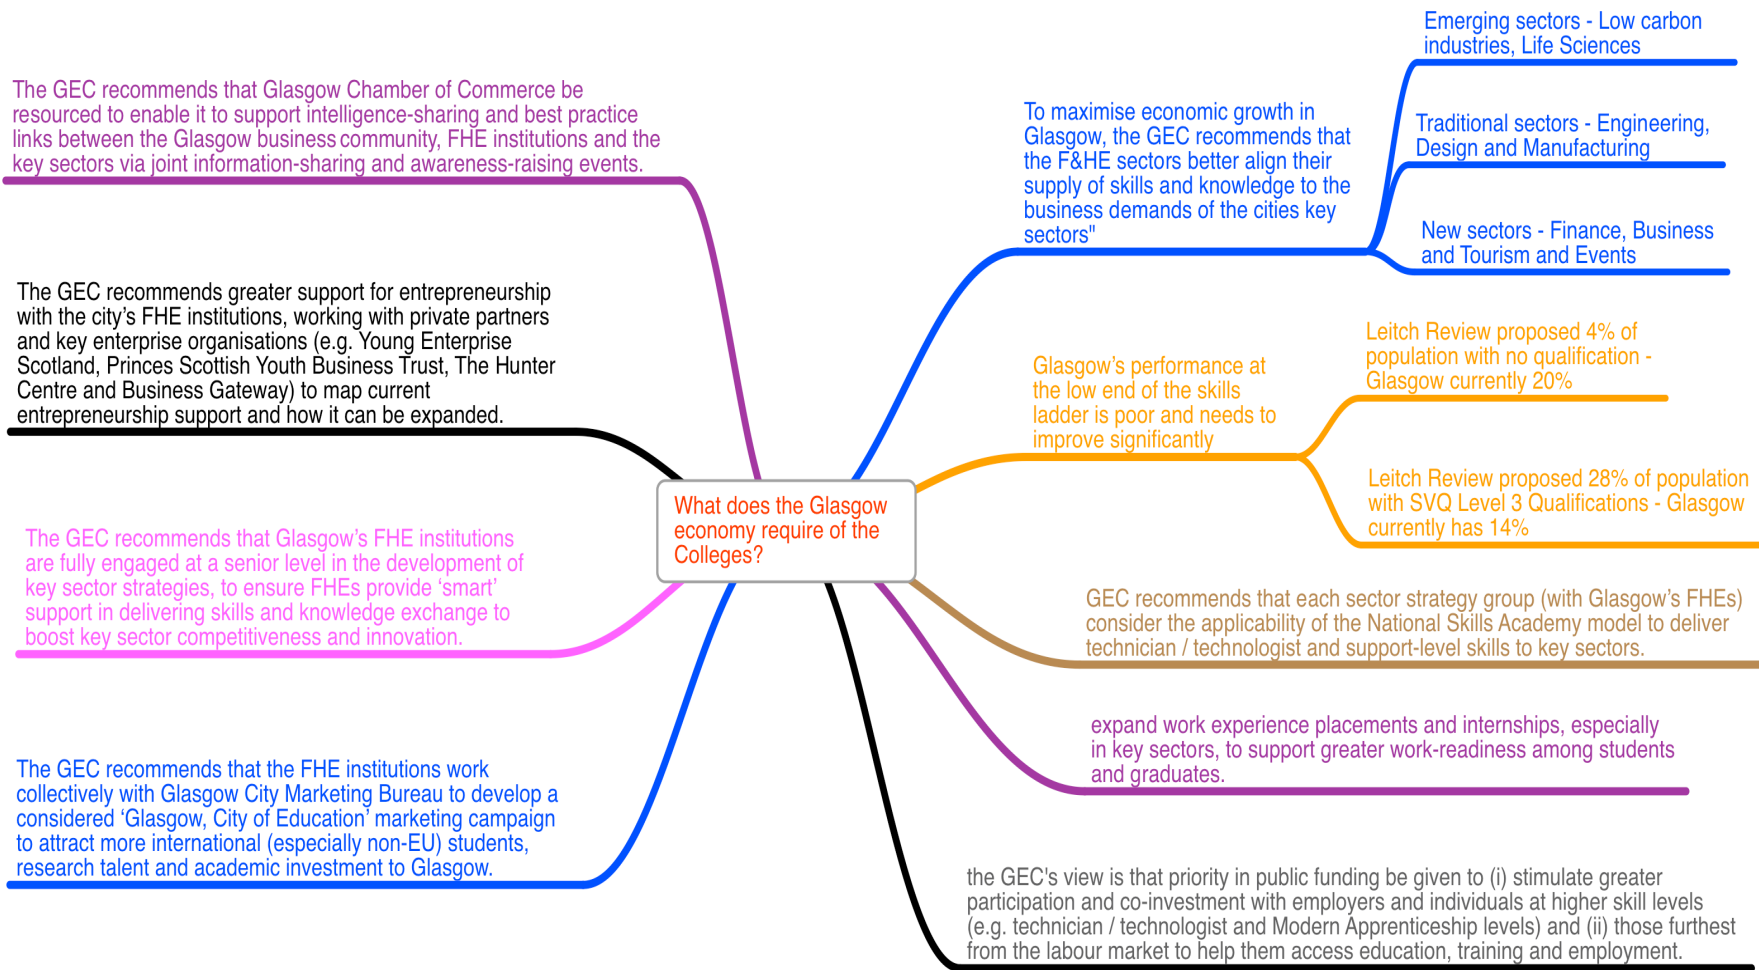 The GEC recommends that Glasgow Chamber of Commerce be
resourced to enable it to support intelligence-sharing and best practice
links between the Glasgow business community, FHE institutions and the
key sectors via joint information-sharing and awareness-raising events.
The GEC recommends greater support for entrepreneurship
with the city’s FHE institutions, working with private partners
and key enterprise organisations (e.g. Young Enterprise
Scotland, Princes Scottish Youth Business Trust, The Hunter
Centre and Business Gateway) to map current
entrepreneurship support and how it can be expanded.
The GEC recommends that Glasgow’s FHE institutions
are fully engaged at a senior level in the development of
key sector strategies, to ensure FHEs provide ‘smart’
support in delivering skills and knowledge exchange to
boost key sector competitiveness and innovation.
The GEC recommends that the FHE institutions work
collectively with Glasgow City Marketing Bureau to develop a
considered ‘Glasgow, City of Education’ marketing campaign
to attract more international (especially non-EU) students,
research talent and academic investment to Glasgow.
What does the Glasgow
economy require of the
Colleges?
To maximise economic growth in
Glasgow, the GEC recommends that
the F&HE sectors better align their
supply of skills and knowledge to the
business demands of the cities key
sectors"
Emerging sectors - Low carbon
industries, Life Sciences
Traditional sectors - Engineering,
Design and Manufacturing
New sectors - Finance, Business
and Tourism and Events
Glasgow’s performance at
the low end of the skills
ladder is poor and needs to
improve significantly
Leitch Review proposed 4% of
population with no qualification -
Glasgow currently 20%
Leitch Review proposed 28% of population
with SVQ Level 3 Qualifications - Glasgow
currently has 14%
GEC recommends that each sector strategy group (with Glasgow’s FHEs)
consider the applicability of the National Skills Academy model to deliver
technician / technologist and support-level skills to key sectors.
expand work experience placements and internships, especially
in key sectors, to support greater work-readiness among students
and graduates.
the GEC's view is that priority in public funding be given to (i) stimulate greater
participation and co-investment with employers and individuals at higher skill levels
(e.g. technician / technologist and Modern Apprenticeship levels) and (ii) those furthest
from the labour market to help them access education, training and employment.